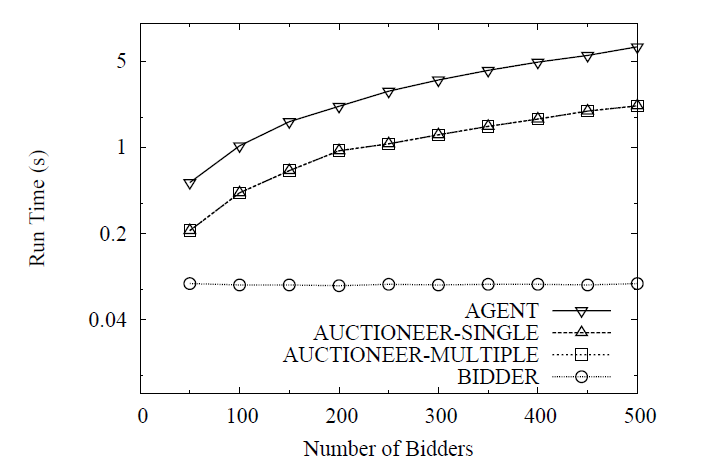 5
1
0.2
0.04
Run Time (s)
AGENT
AUCTIONEER-SINGLE
AUCTIONEER-MULTIPLE
BIDDER
0 100 200 300 400 500
Number of Bidders